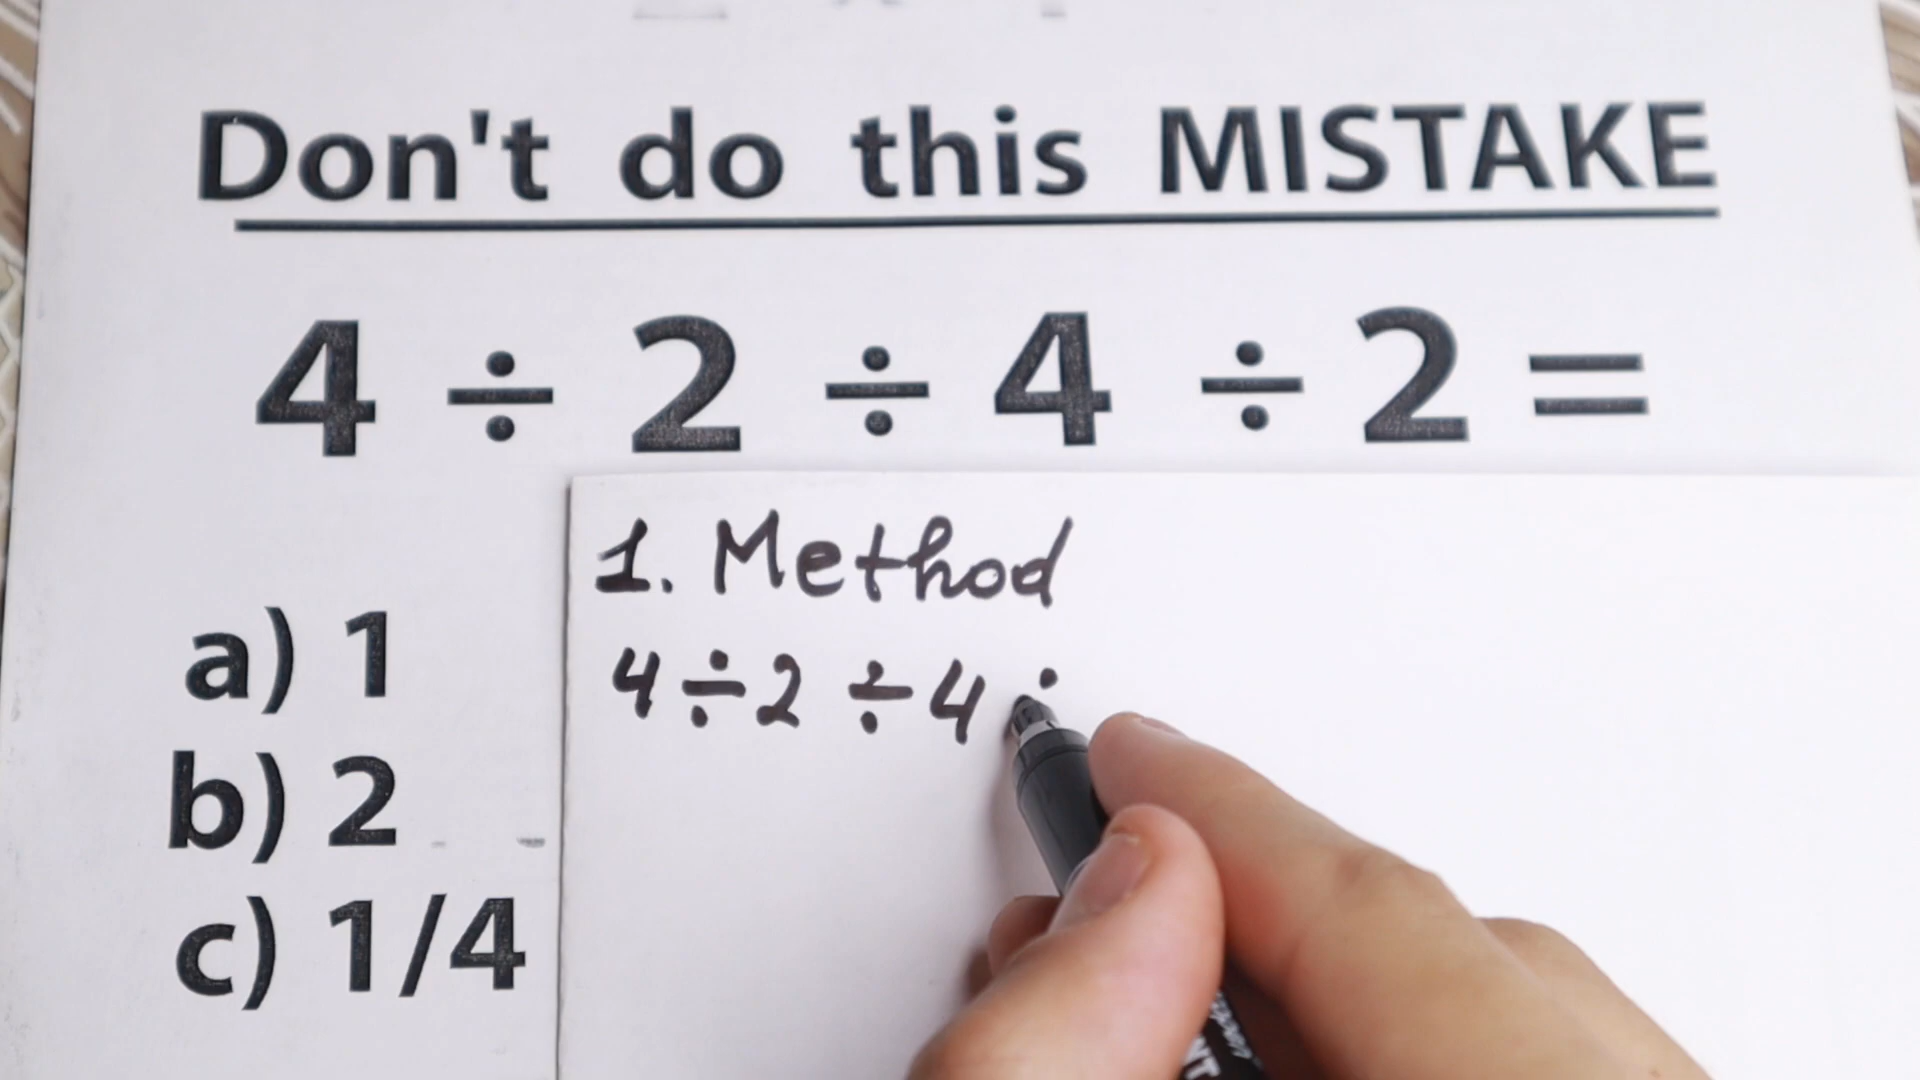 Don't do this MISTAKE
4 ÷ 2 ÷ 4 ÷ 2 =
1. Method
4 ÷ 2 ÷ 4
a) 1
b) 2
c) 1/4